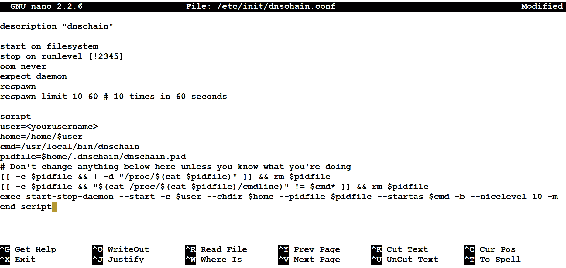 GNU nano 2.2.6 File: /etc/init/dnschain.conf Modified
description "dnschain"
start on filesystem
stop on runlevel [!2345]
oom never
expect daemon
respawn
respawn limit 10 60 # 10 times in 60 seconds
script
user=<yourusername>
home=/home/$user
cmd=/usr/local/bin/dnschain
pidfile=$home/.dnschain/dnschain.pid
# Don't change anything below here unless you know what you're doing
[[ -e $pidfile && ! -d "/proc/$(cat $pidfile)" ]] && rm $pidfile
[[ -e $pidfile && "$(cat /proc/$(cat $pidfile)/cmdline)" != $cmd* ]] && rm $pidfile
exec start-stop-daemon --start -c $user --chdir $home --pidfile $pidfile --startas $cmd -b --nicelevel 10 -m
end script
^G Get Help ^O WriteOut ^R Read File ^Y Prev Page ^K Cut Text ^C Cur Pos
^X Exit ^J Justify ^W Where Is ^V Next Page ^U UnCut Text ^T To Spell